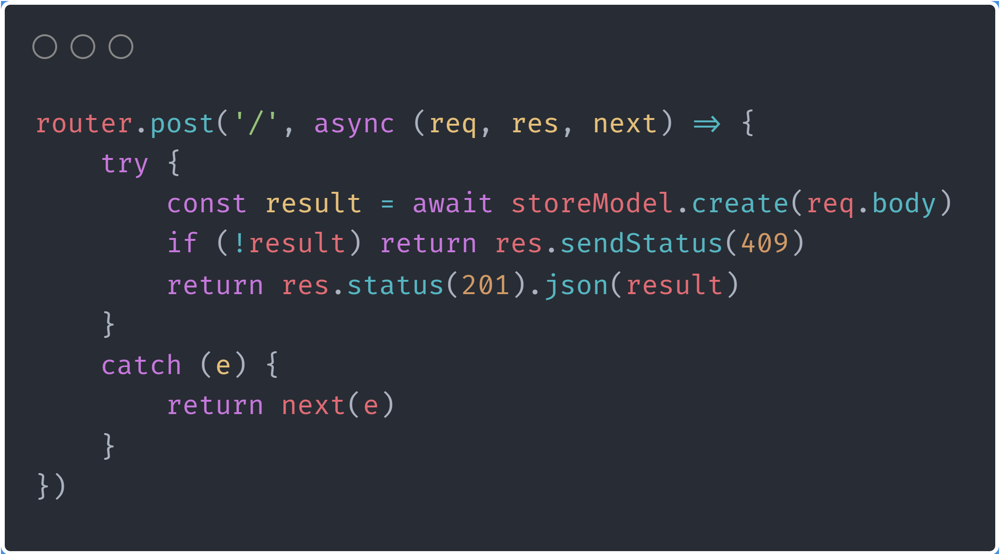 router.post('/', async (req, res, next) => {
    try {
        const result = await storeModel.create(req.body)
        if (!result) return res.sendStatus(409)
        return res.status(201).json(result)
    }
    catch (e) {
        return next(e)
    }
})